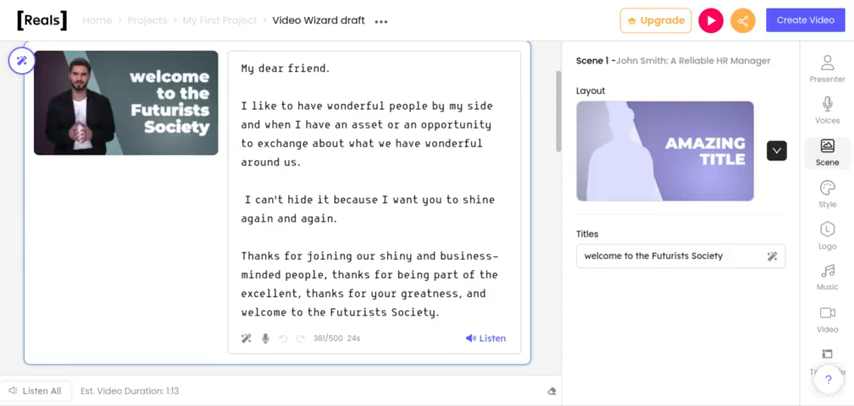 [Reals]
Home > Projects > My First Project > Video Wizard draft ...
Upgrade
Create Video
welcome
to the
Futurists
Society
My dear friend.
I like to have wonderful people by my side
and when I have an asset or an opportunity
to exchange about what we have wonderful
around us.
I can't hide it because I want you to shine
again and again.
Thanks for joining our shiny and business-
minded people, thanks for being part of the
excellent, thanks for your greatness, and
welcome to the Futurists Society.
381/500 24s
Listen
Scene 1 -John Smith: A Reliable HR Manager
Layout
AMAZING
TITLE
Titles
welcome to the Futurists Society
Presenter
Voices
Scene
Style
Logo
Music
Video
?
Listen All
Est. Video Duration: 1:13